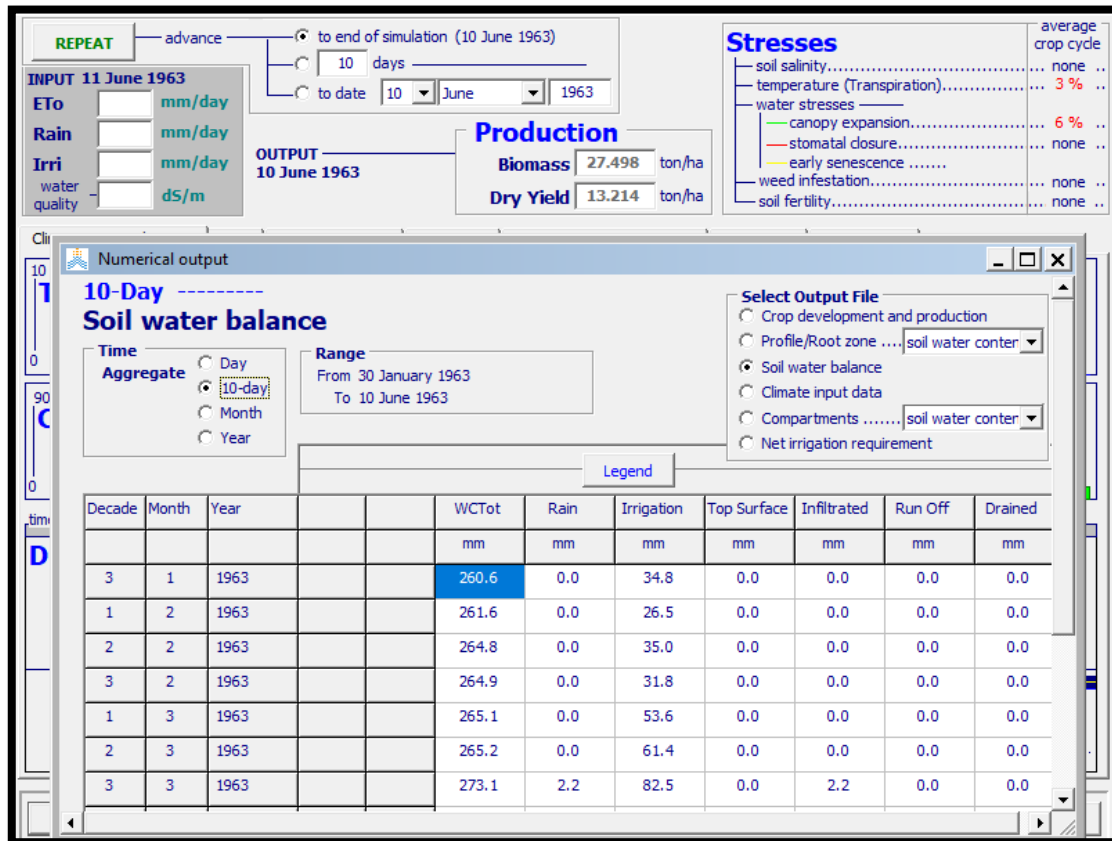 REPEAT
advance
to end of simulation (10 June 1963)
10 days
to date 10 June 1963
INPUT 11 June 1963
ETo mm/day
Rain mm/day
Irri mm/day
water quality dS/m
OUTPUT
10 June 1963
Production
Biomass 27.498 ton/ha
Dry Yield 13.214 ton/ha
Stresses
average
crop cycle
soil salinity.................................... none ..
temperature (Transpiration)............... 3 % ..
water stresses
canopy expansion........................... 6 % ..
stomatal closure............................ none ..
early senescence .......
weed infestation.............................. none ..
soil fertility..................................... none ..
Cli
10
T
0
90
C
0
time
D
Numerical output
10-Day ---------
Soil water balance
Time
Aggregate
Day
10-day
Month
Year
Range
From 30 January 1963
To 10 June 1963
Select Output File
Crop development and production
Profile/Root zone .... soil water conten
Soil water balance
Climate input data
Compartments ....... soil water conten
Net irrigation requirement
Legend
Decade Month Year WCTot Rain Irrigation Top Surface Infiltrated Run Off Drained
mm mm mm mm mm mm mm
3 1 1963 260.6 0.0 34.8 0.0 0.0 0.0 0.0
1 2 1963 261.6 0.0 26.5 0.0 0.0 0.0 0.0
2 2 1963 264.8 0.0 35.0 0.0 0.0 0.0 0.0
3 2 1963 264.9 0.0 31.8 0.0 0.0 0.0 0.0
1 3 1963 265.1 0.0 53.6 0.0 0.0 0.0 0.0
2 3 1963 265.2 0.0 61.4 0.0 0.0 0.0 0.0
3 3 1963 273.1 2.2 82.5 0.0 2.2 0.0 0.0